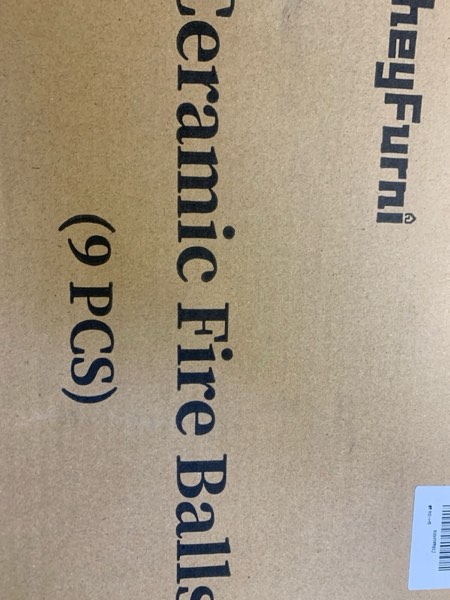 heyFurni
Ceramic Fire Balls
(9 PCS)